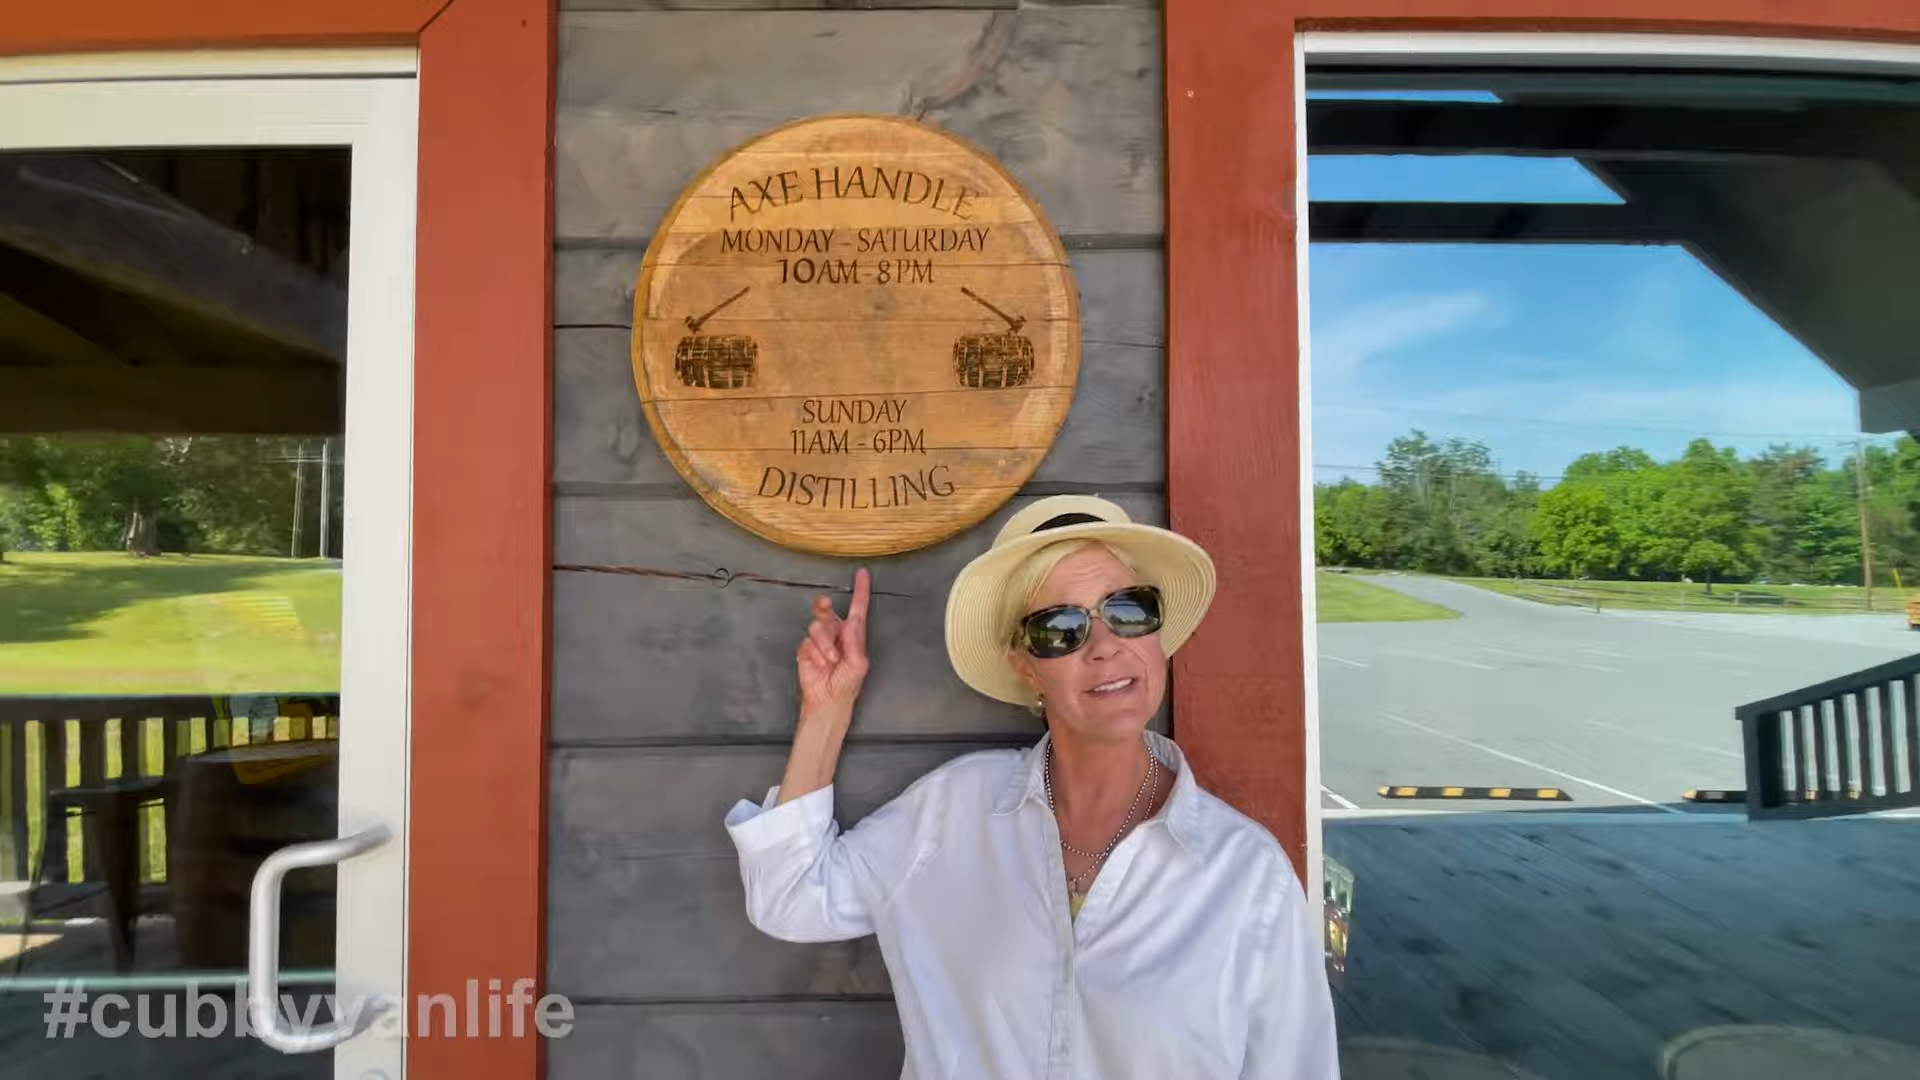 AXE HANDLE
MONDAY - SATURDAY
10AM - 8PM
SUNDAY
11AM - 6PM
DISTILLING
#cubbyvanlife